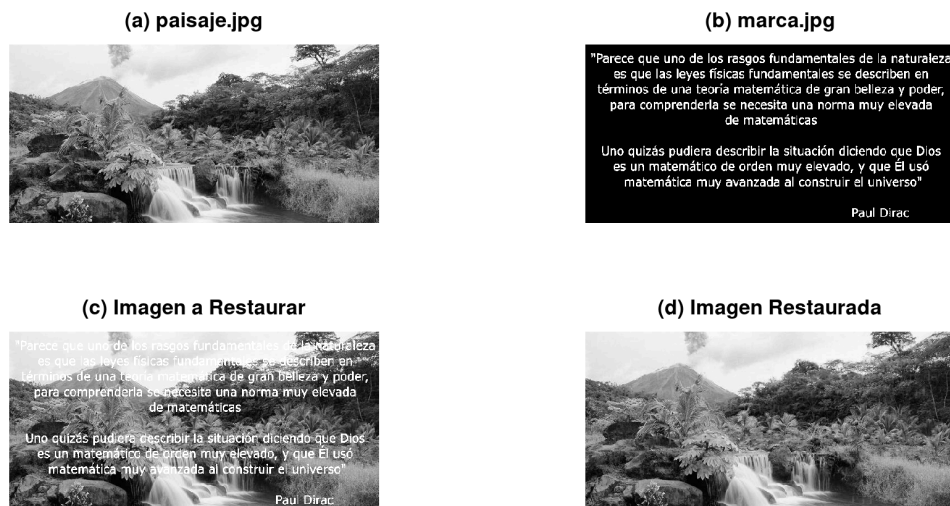 (a) paisaje.jpg
(b) marca.jpg
"Parece que uno de los rasgos fundamentales de la naturaleza
es que las leyes físicas fundamentales se describen en
términos de una teoría matemática de gran belleza y poder,
para comprenderla se necesita una norma muy elevada
de matemáticas
Uno quizás pudiera describir la situación diciendo que Dios
es un matemático de orden muy elevado, y que Él usó
matemática muy avanzada al construir el universo"
Paul Dirac
(c) Imagen a Restaurar
(d) Imagen Restaurada
"Parece que uno de los rasgos fundamentales de la naturaleza
es que las leyes físicas fundamentales se describen en
términos de una teoría matemática de gran belleza y poder,
para comprenderla se necesita una norma muy elevada
de matemáticas
Uno quizás pudiera describir la situación diciendo que Dios
es un matemático de orden muy elevado, y que Él usó
matemática muy avanzada al construir el universo"
Paul Dirac